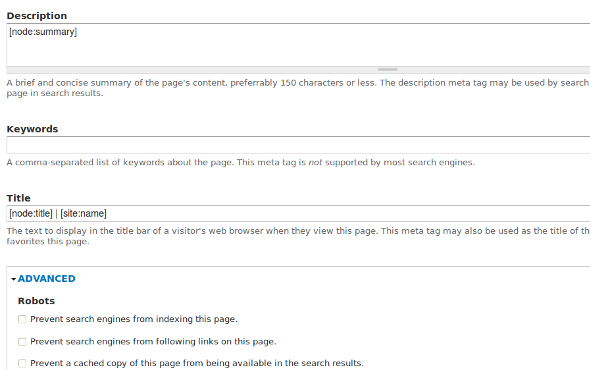 Description
[node:summary]
A brief and concise summary of the page's content, preferrably 150 characters or less. The description meta tag may be used by search
page in search results.
Keywords
A comma-separated list of keywords about the page. This meta tag is not supported by most search engines.
Title
[node:title] | [site:name]
The text to display in the title bar of a visitor's web browser when they view this page. This meta tag may also be used as the title of th
favorites this page.
ADVANCED
Robots
Prevent search engines from indexing this page.
Prevent search engines from following links on this page.
Prevent a cached copy of this page from being available in the search results.